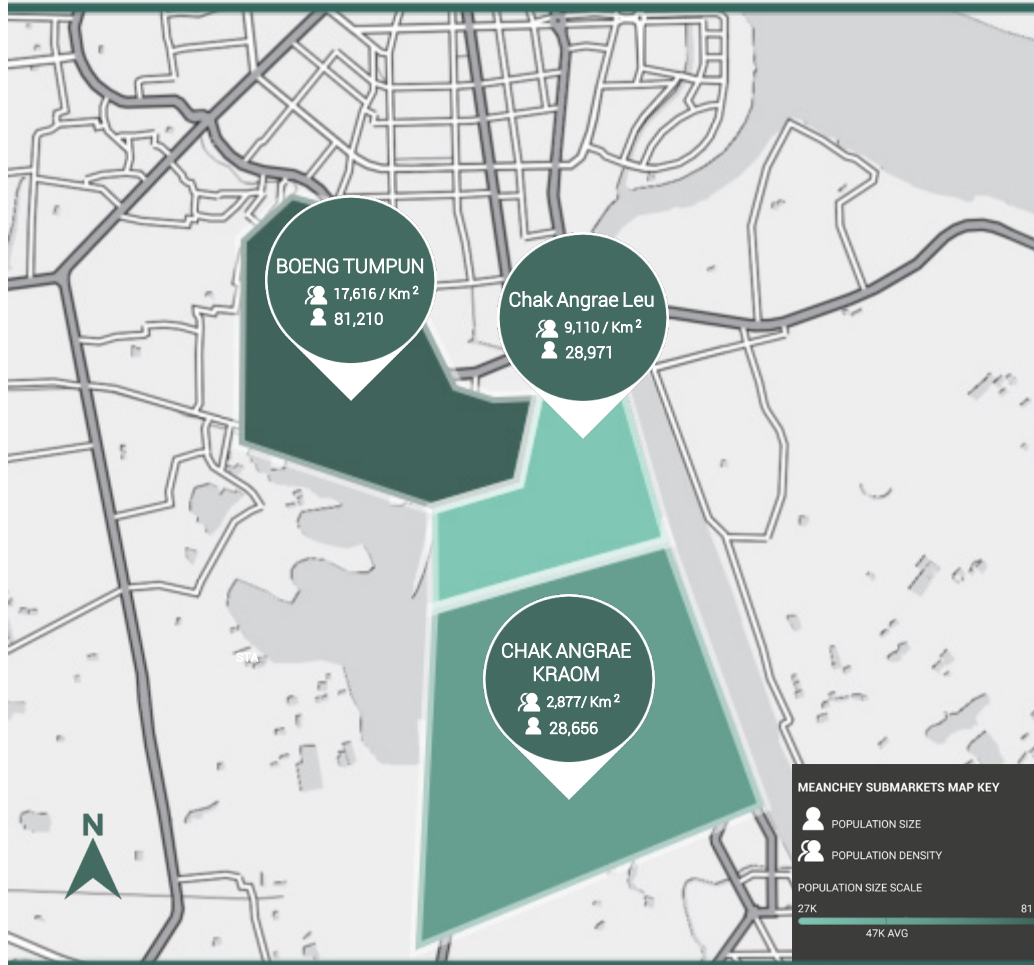 BOENG TUMPUN
17,616 / Km²
81,210
Chak Angrae Leu
9,110 / Km²
28,971
CHAK ANGRAE
KRAOM
2,877/ Km²
28,656
STA
N
MEANCHEY SUBMARKETS MAP KEY
POPULATION SIZE
POPULATION DENSITY
POPULATION SIZE SCALE
27K 81
47K AVG